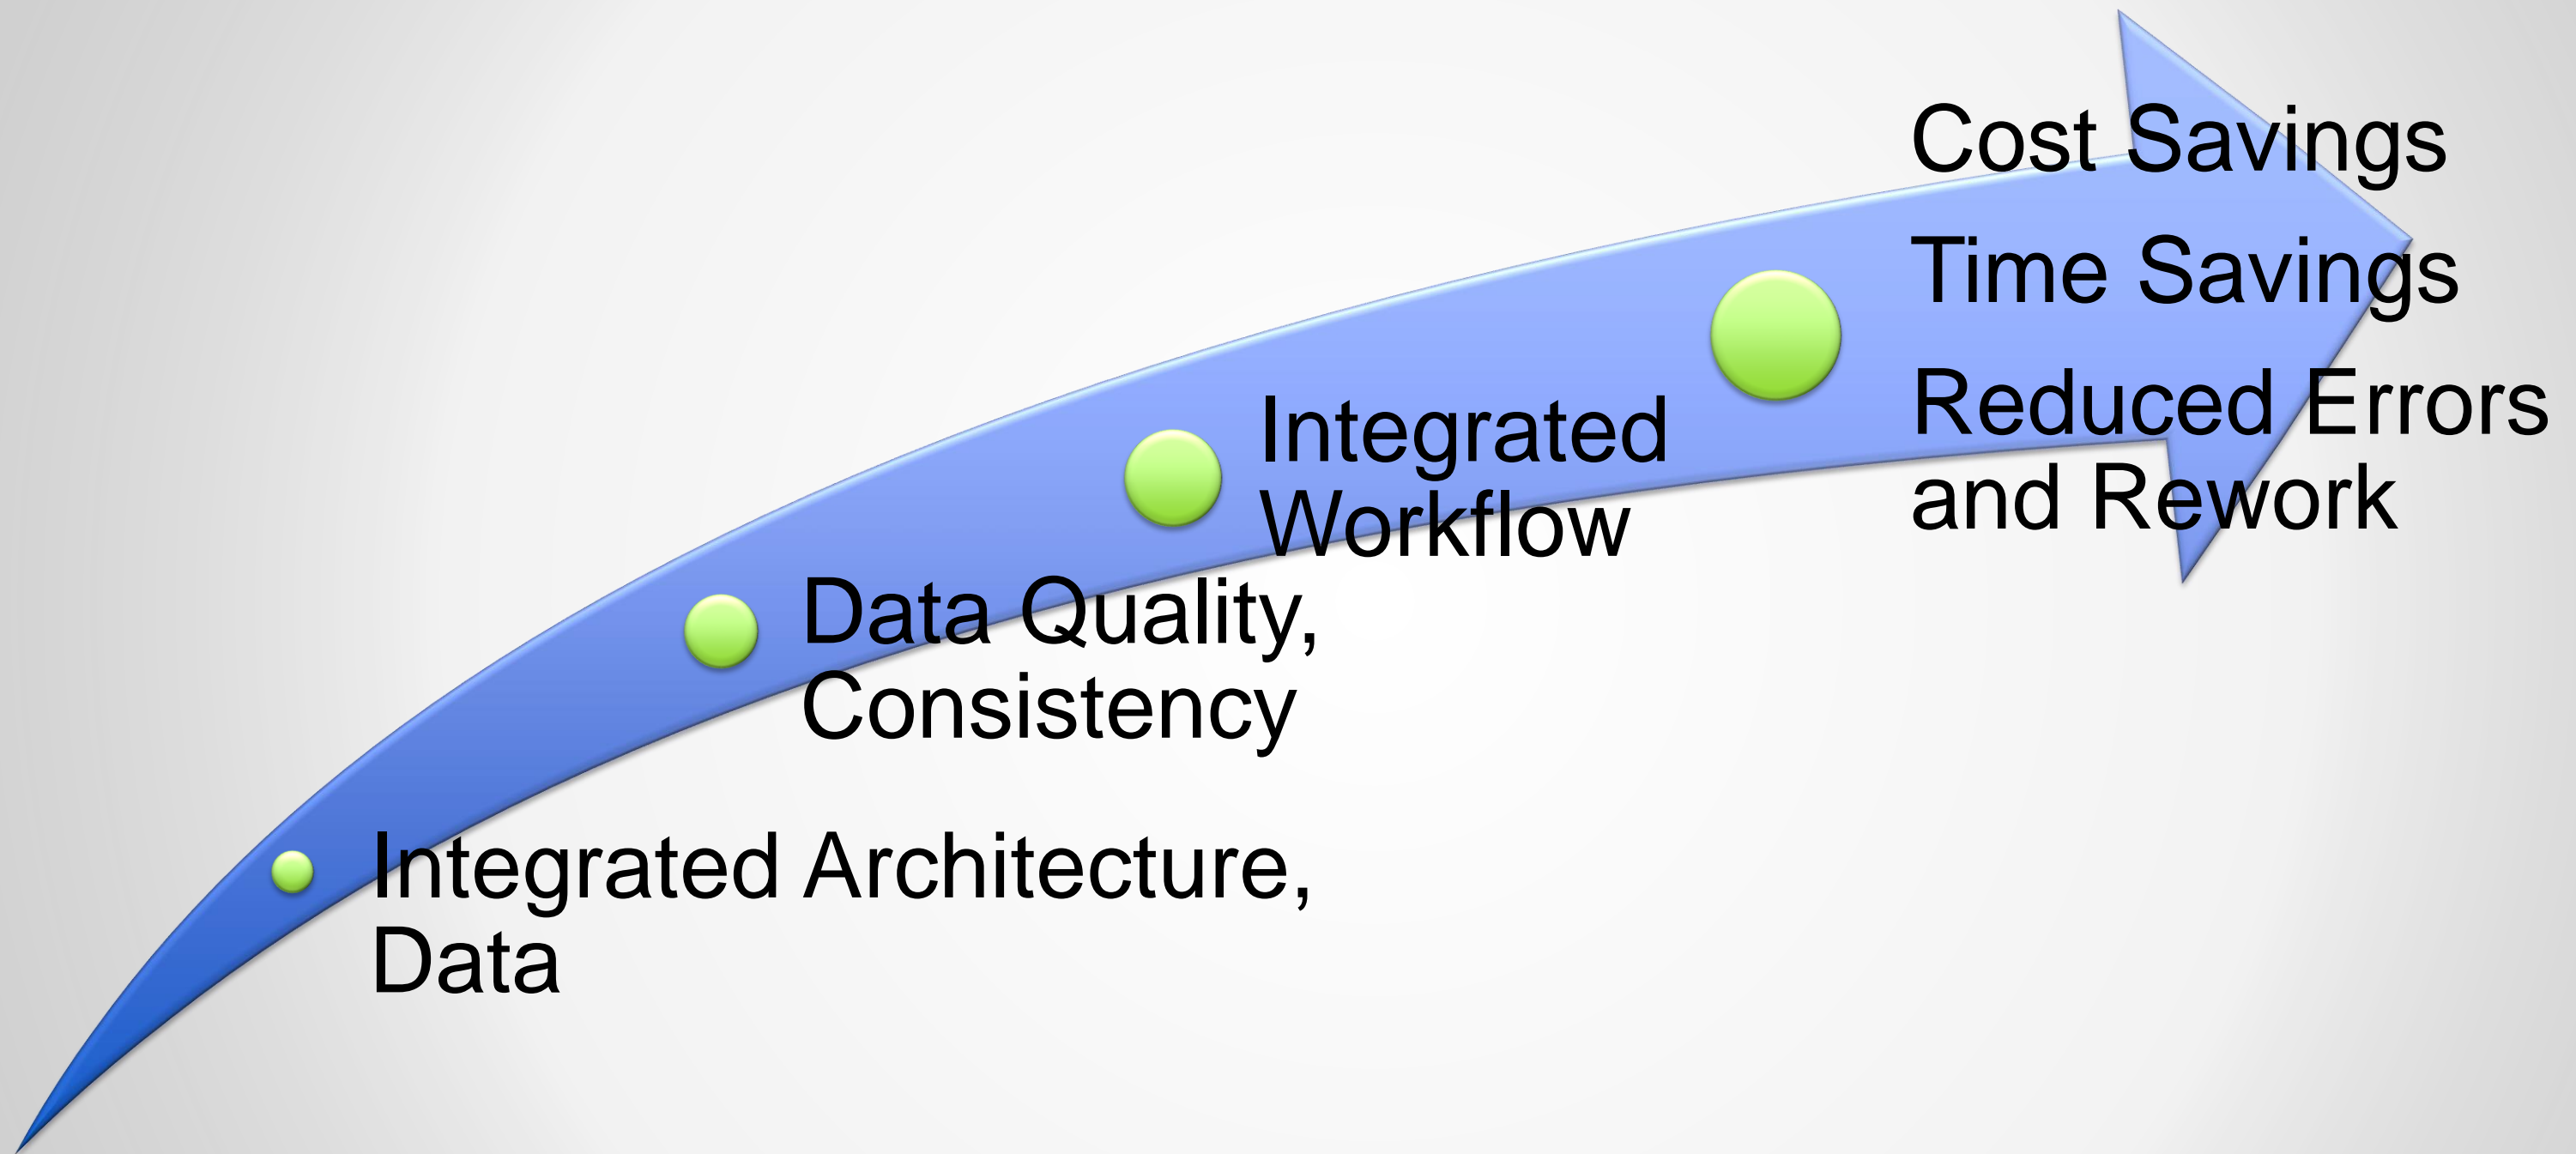 Cost Savings
Time Savings
Reduced Errors
and Rework
Integrated
Workflow
Data Quality,
Consistency
Integrated Architecture,
Data